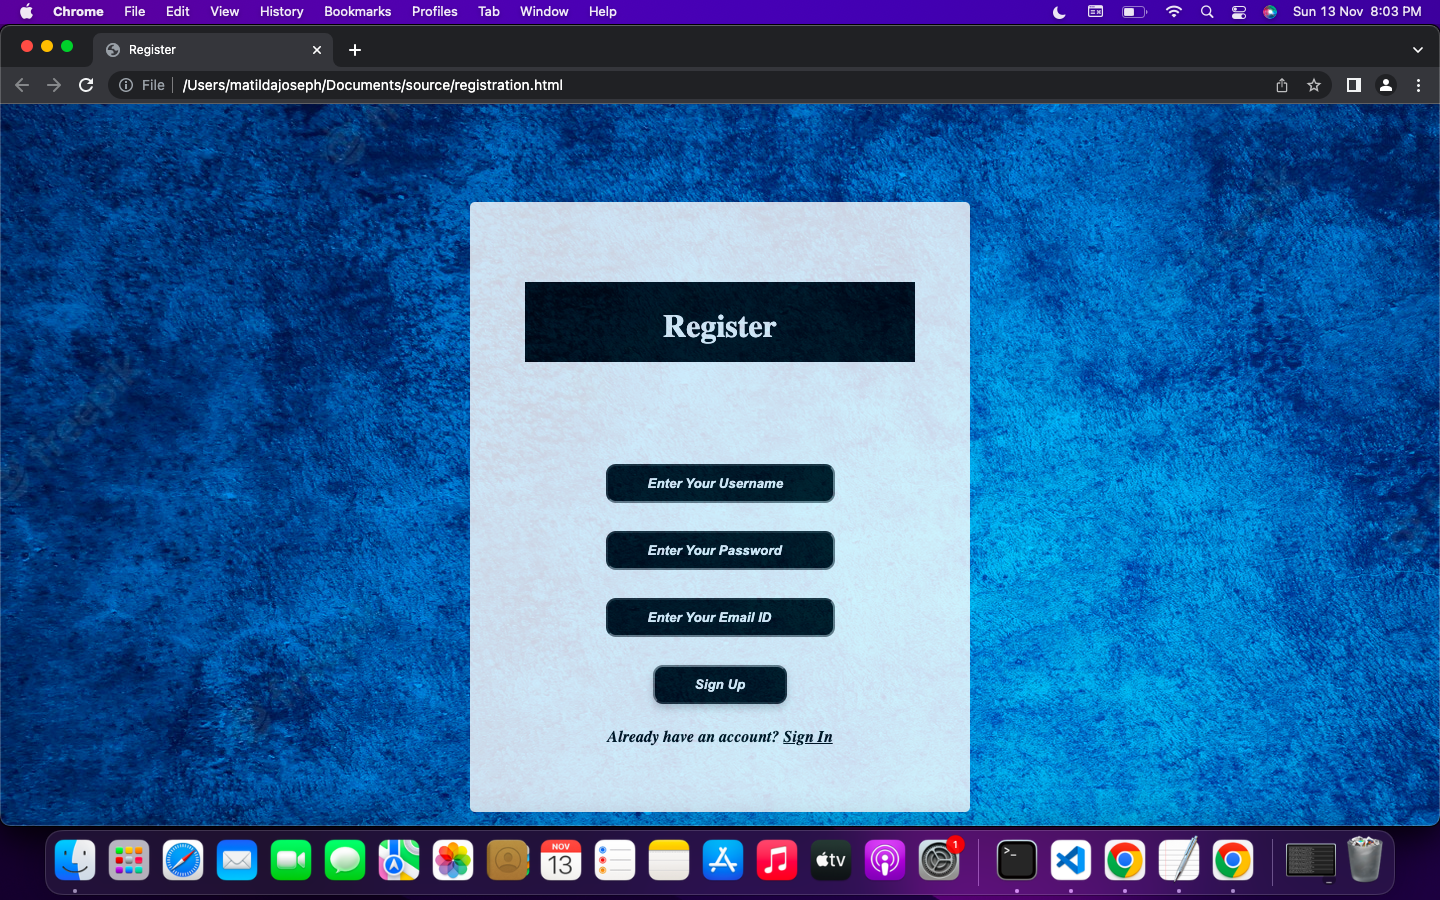 Chrome File Edit View History Bookmarks Profiles Tab Window Help Sun 13 Nov 8:03 PM
Register
File /Users/matildajoseph/Documents/source/registration.html
freepik
Register
Enter Your Username
Enter Your Password
Enter Your Email ID
Sign Up
Already have an account? Sign In
NOV
13
tv
1
>_